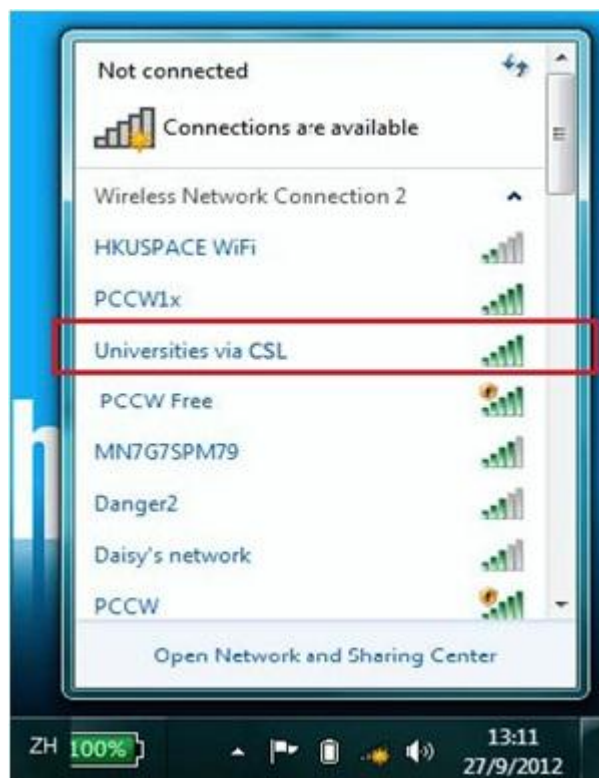 Not connected
Connections are available
Wireless Network Connection 2
HKUSPACE WiFi
PCCW1x
Universities via CSL
PCCW Free
MN7G7SPM79
Danger2
Daisy's network
PCCW
Open Network and Sharing Center
h
ZH 100% 13:11
27/9/2012